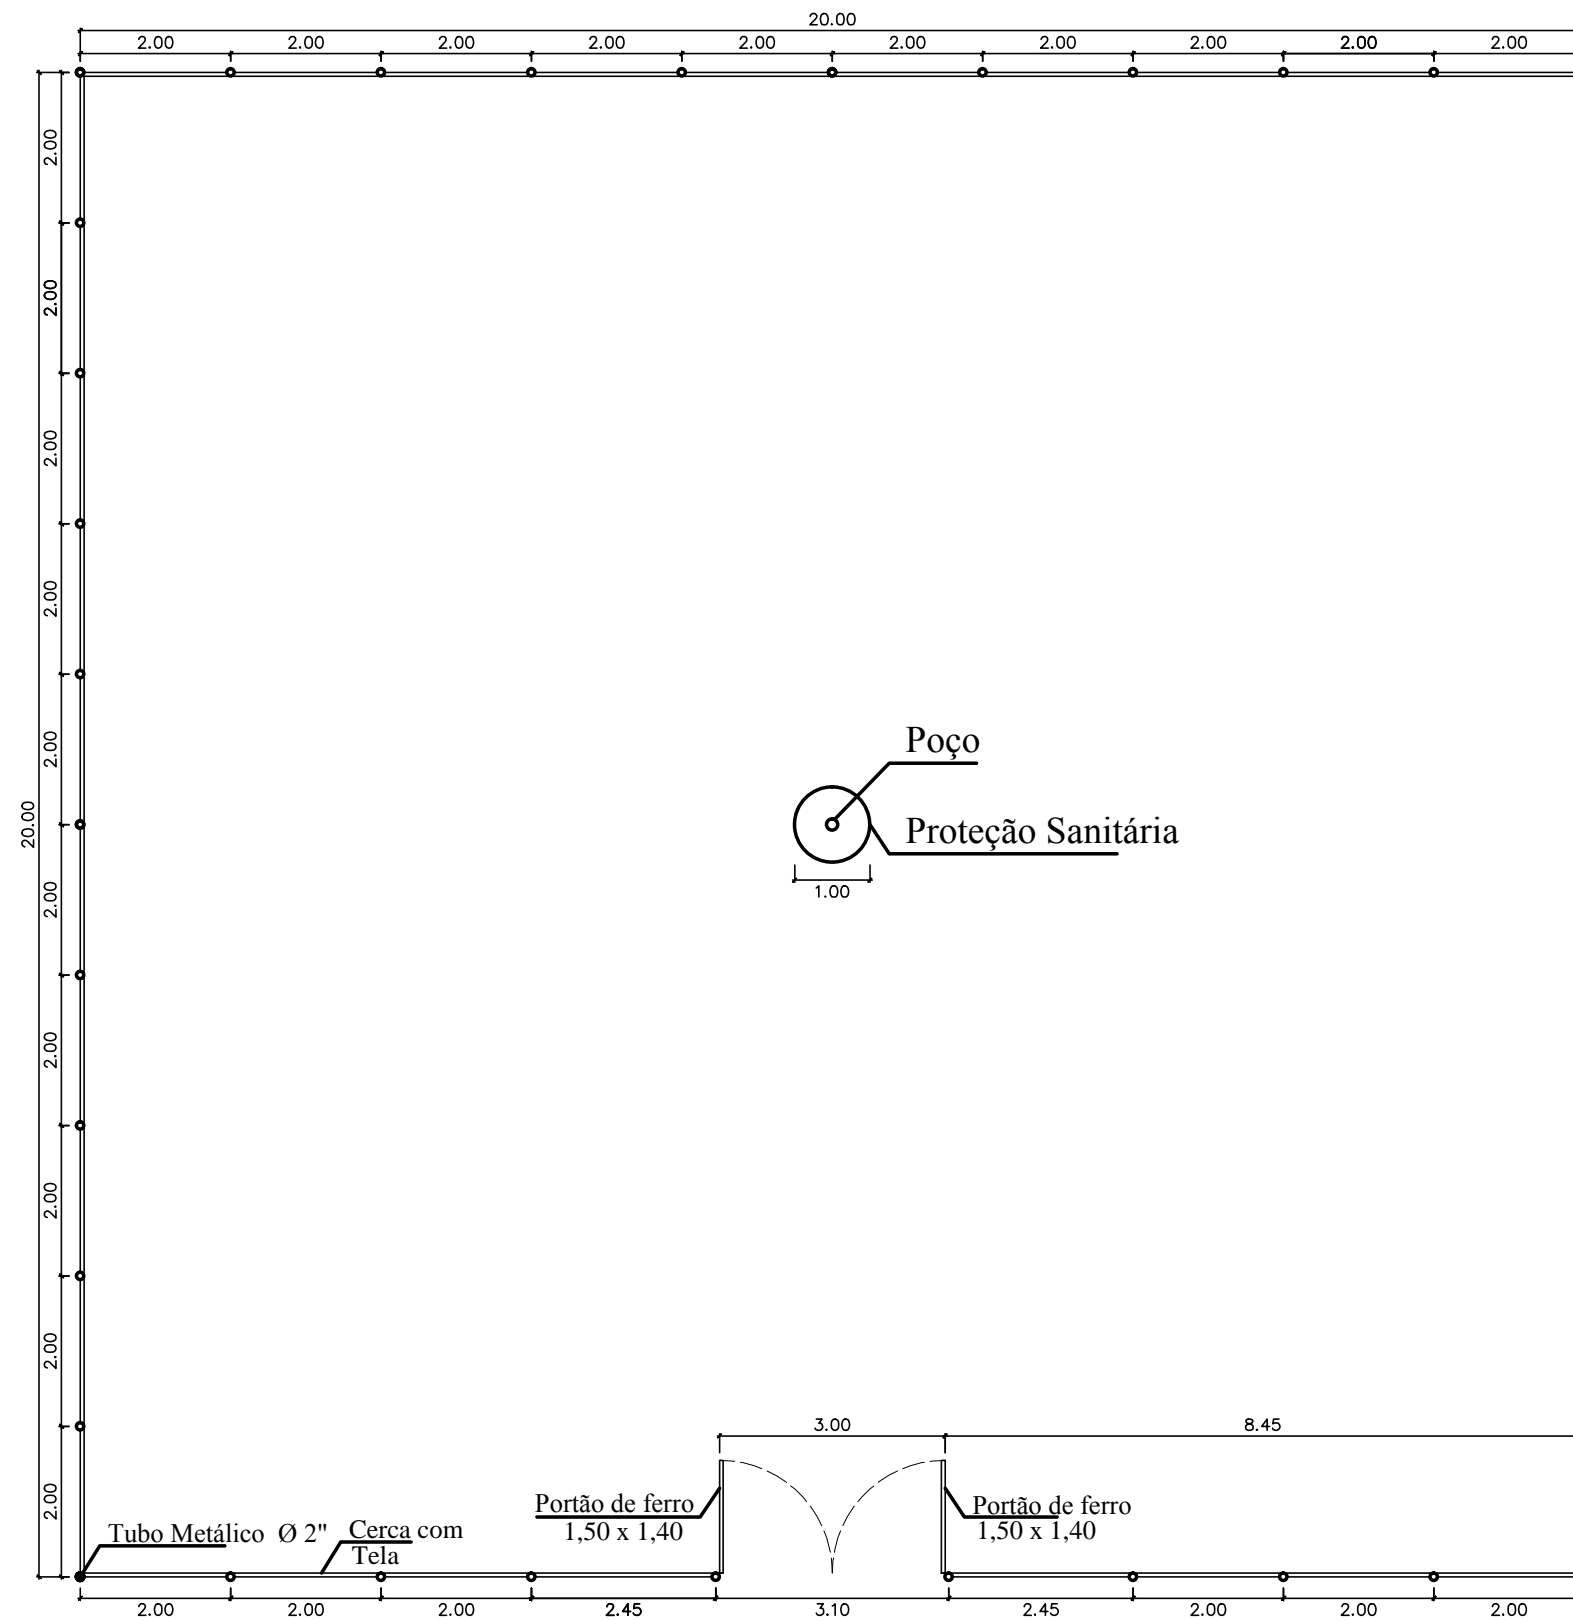 20.00
2.00 2.00 2.00 2.00 2.00 2.00 2.00 2.00 2.00 2.00
2.00
2.00
2.00
2.00
2.00
2.00
2.00
2.00
2.00
2.00
20.00
Poço
Proteção Sanitária
1.00
3.00 8.45
Portão de ferro
1,50 x 1,40
Portão de ferro
1,50 x 1,40
Tubo Metálico Ø 2"
Cerca com
Tela
2.00 2.00 2.00 2.45 3.10 2.45 2.00 2.00 2.00